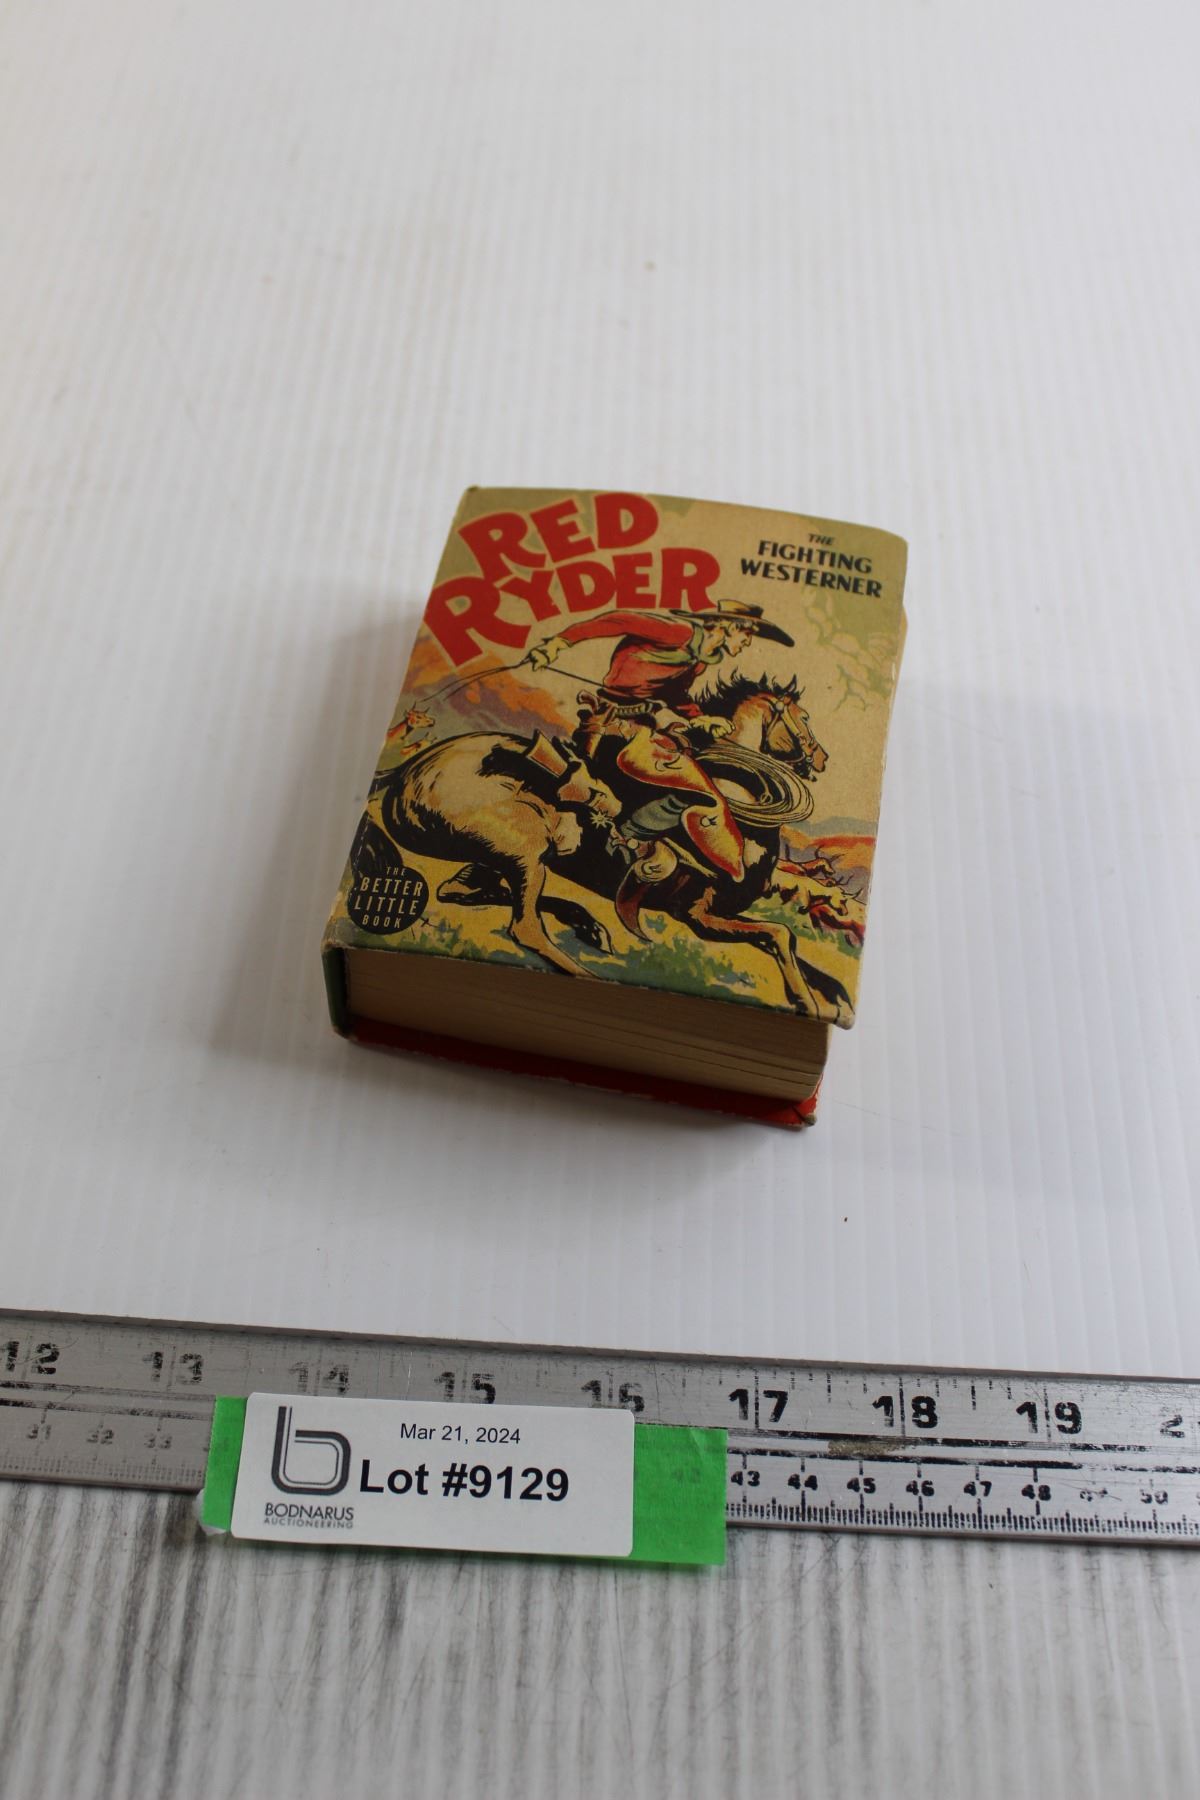 RED
RYDER
THE
FIGHTING
WESTERNER
THE
BETTER
LITTLE
BOOK
12 13 14 15 16 17 18 19
31 32 33 43 44 45 46 47 48 49 50
Mar 21, 2024
Lot #9129
BODNARUS
AUCTIONEERING